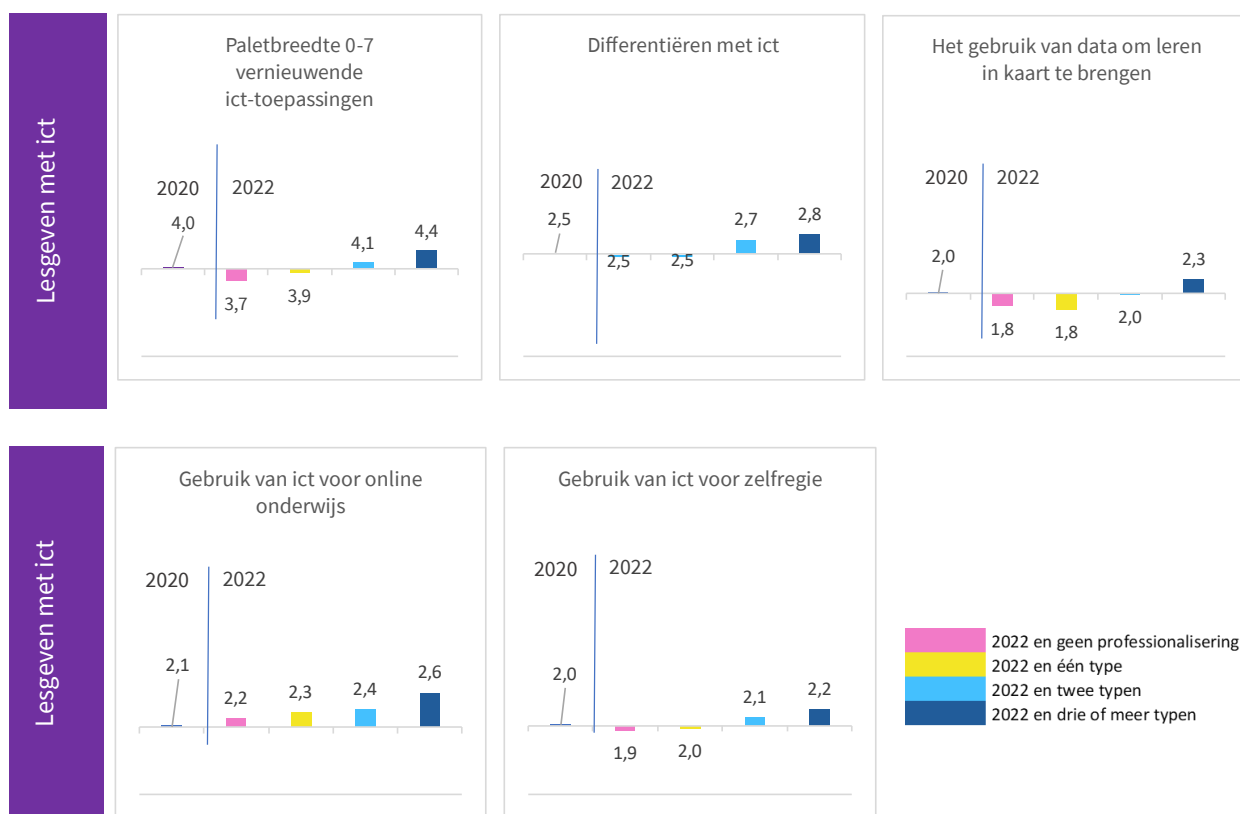 Lesgeven met ict
Paletbreedte 0-7
vernieuwende
ict-toepassingen
2020
2022
4,0
3,7
3,9
4,1
4,4
Differentiëren met ict
2020
2022
2,5
2,5
2,5
2,7
2,8
Het gebruik van data om leren
in kaart te brengen
2020
2022
2,0
1,8
1,8
2,0
2,3
Lesgeven met ict
Gebruik van ict voor online
onderwijs
2020
2022
2,1
2,2
2,3
2,4
2,6
Gebruik van ict voor zelfregie
2020
2022
2,0
1,9
2,0
2,1
2,2
2022 en geen professionalisering
2022 en één type
2022 en twee typen
2022 en drie of meer typen